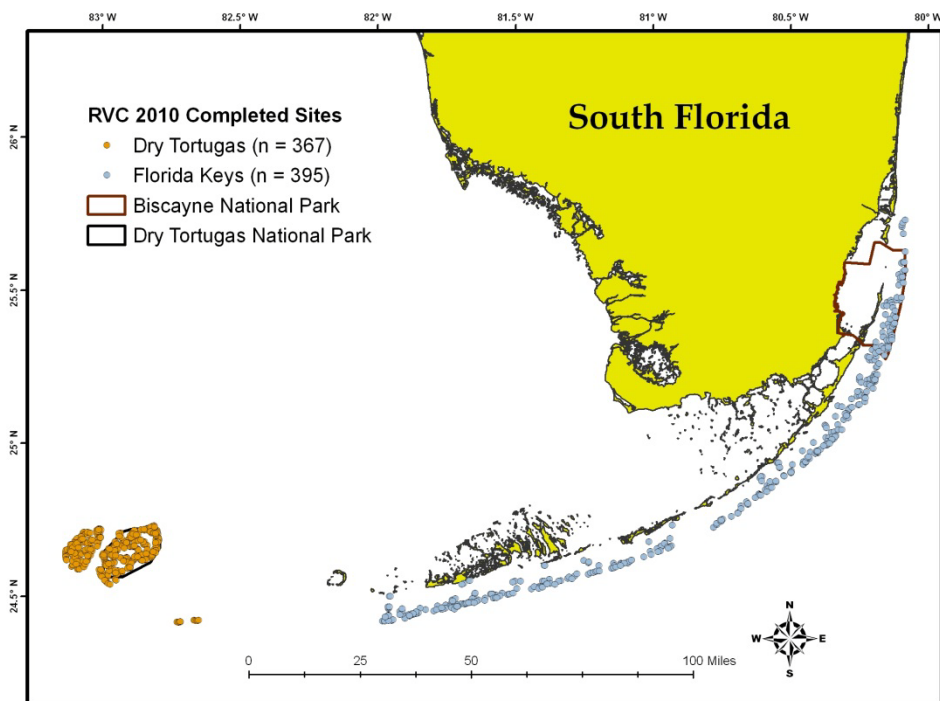 83° W 82.5° W 82° W 81.5° W 81° W 80.5° W 80° W
South Florida
RVC 2010 Completed Sites
Dry Tortugas (n = 367)
Florida Keys (n = 395)
Biscayne National Park
Dry Tortugas National Park
26° N
25.5° N
25° N
24.5° N
N
W E
S
0 25 50 100 Miles